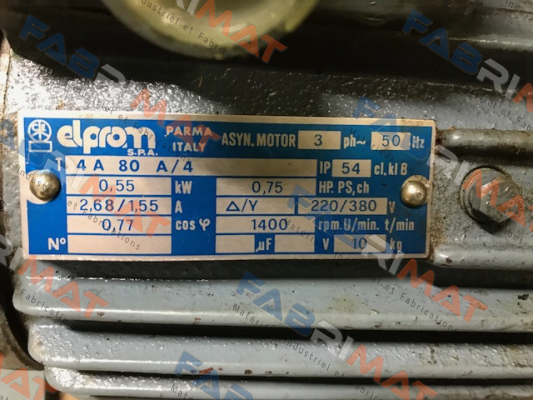 elprom
S.P.A.
PARMA
ITALY
ASYN. MOTOR 3 ph~ 50 Hz
T 4 A 80 A/4 IP 54 cl, kl B
0,55 kW 0,75 HP. PS, ch
2,68/1,55 A Δ/Y 220/380 V
0,77 cos φ 1400 rpm. U/min. t/min
Nº µF V 10 kg
FABRIMAT
FABRIMAT
FABRIMAT
FABRIMAT